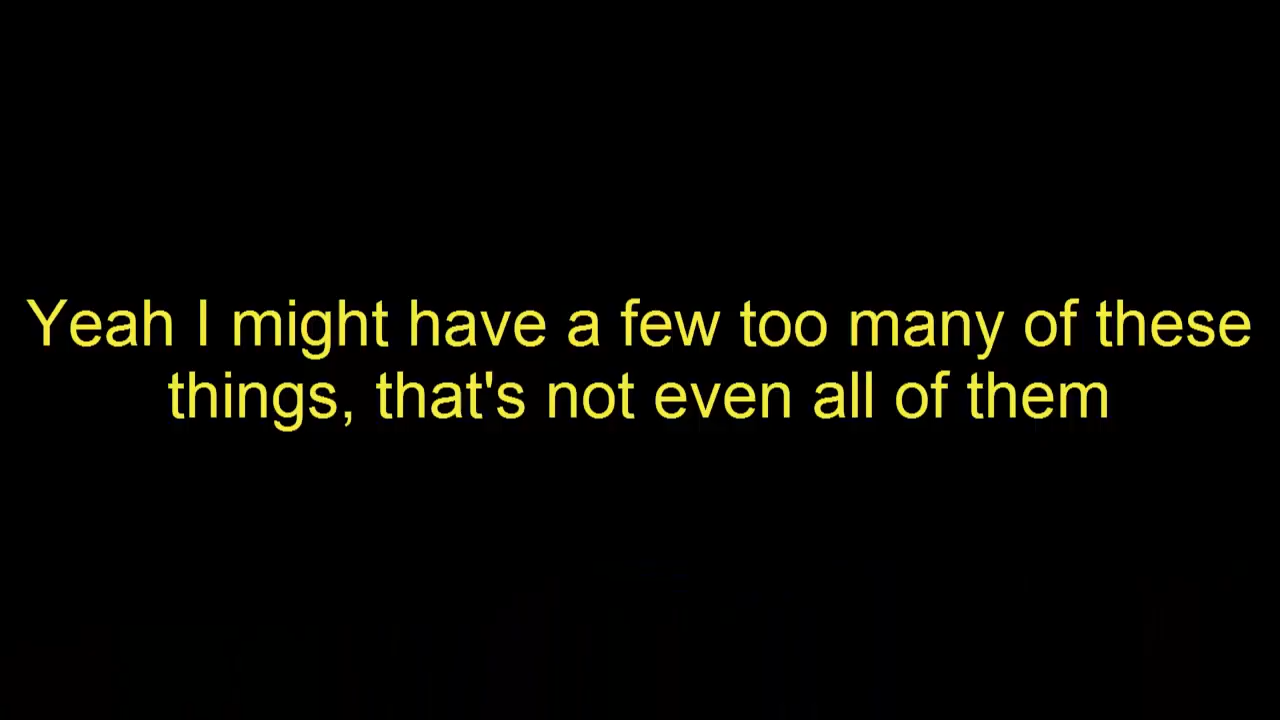 Yeah I might have a few too many of these
things, that's not even all of them